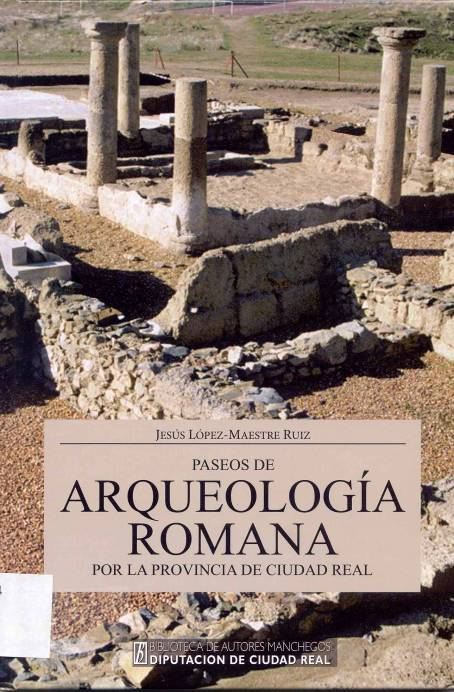 JESÚS LÓPEZ-MAESTRE RUIZ
PASEOS DE
ARQUEOLOGÍA
ROMANA
POR LA PROVINCIA DE CIUDAD REAL
BIBLIOTECA DE AUTORES MANCHEGOS
DIPUTACION DE CIUDAD REAL